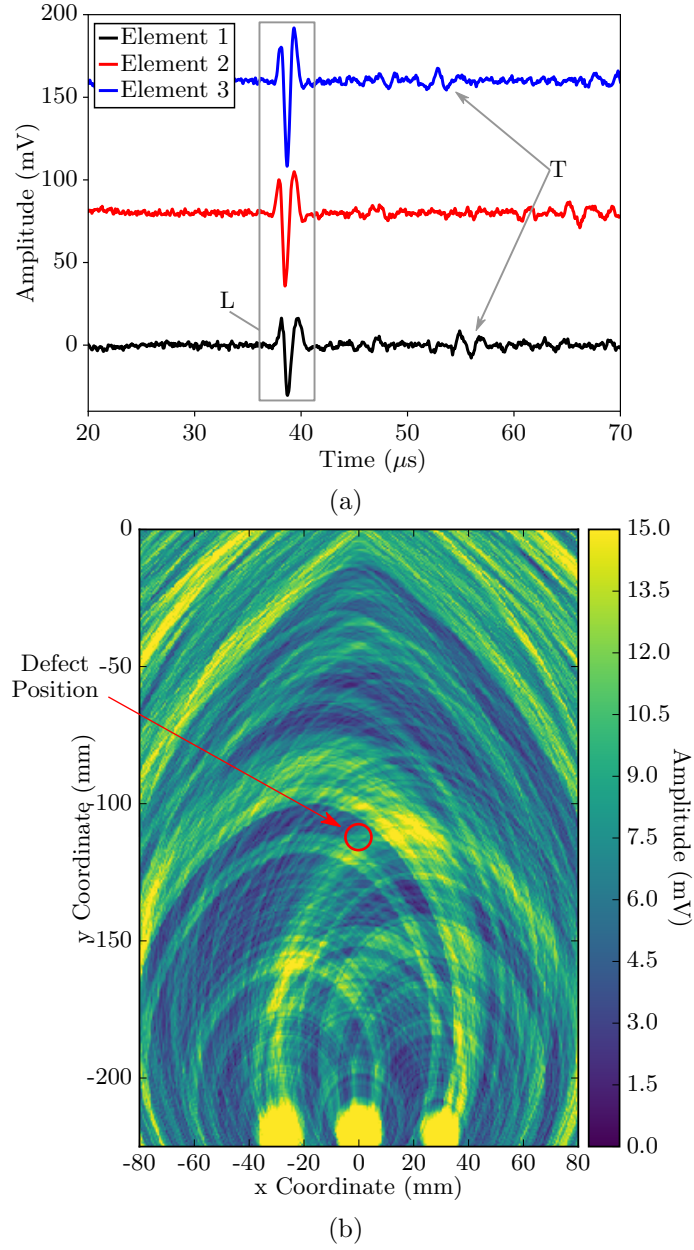 200
150
100
50
0
Amplitude (mV)
Element 1
Element 2
Element 3
T
L
20 30 40 50 60 70
Time (μs)
(a)
0
-50
-100
-150
-200
y Coordinate (mm)
Defect
Position
-80 -60 -40 -20 0 20 40 60 80
x Coordinate (mm)
15.0
13.5
12.0
10.5
9.0
7.5
6.0
4.5
3.0
1.5
0.0
Amplitude (mV)
(b)